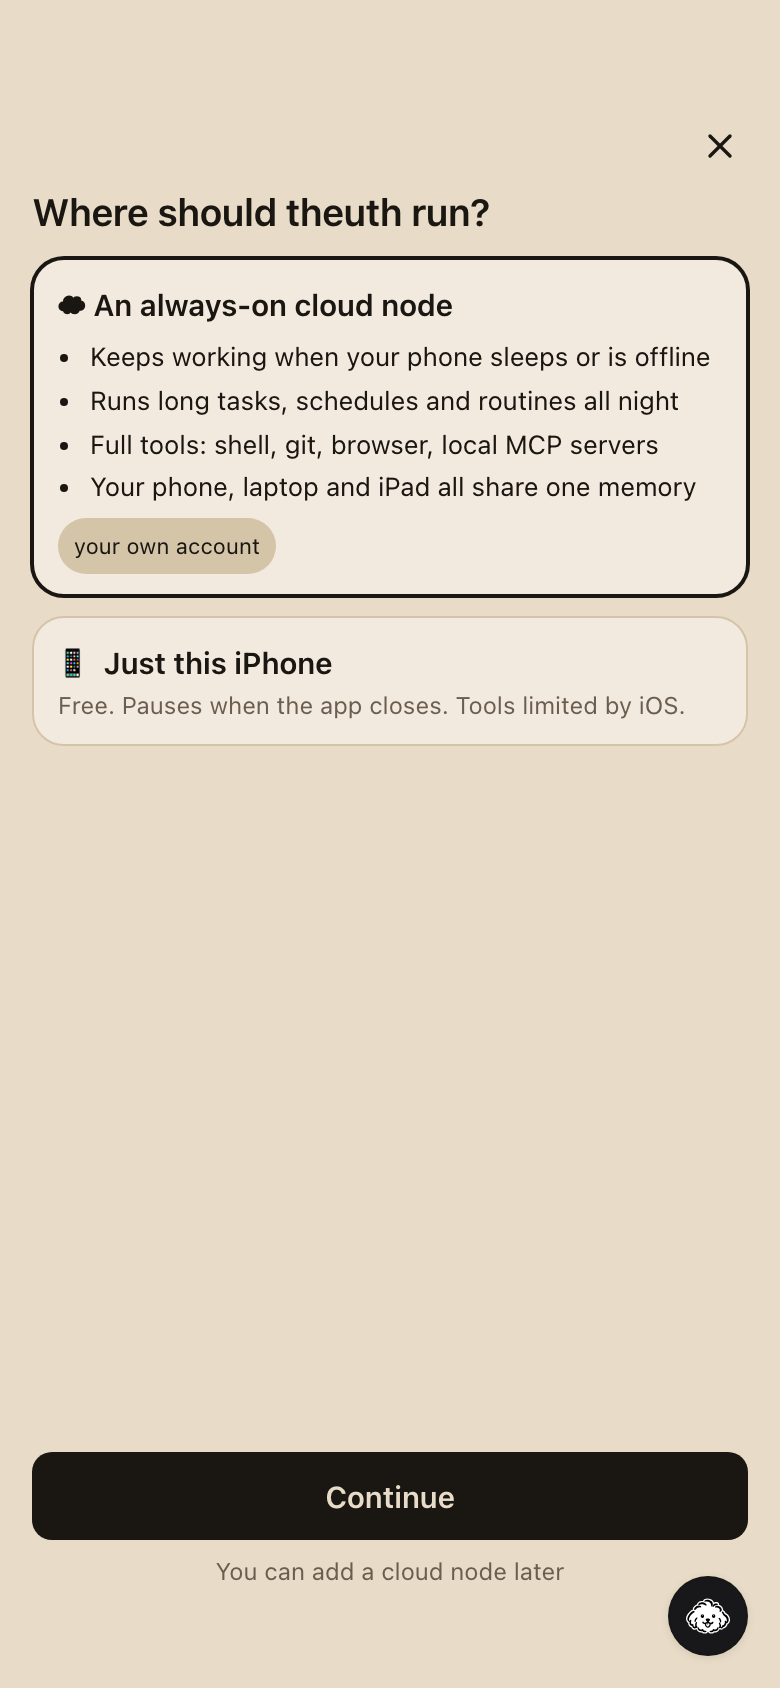 Where should theuth run?
An always-on cloud node
• Keeps working when your phone sleeps or is offline
• Runs long tasks, schedules and routines all night
• Full tools: shell, git, browser, local MCP servers
• Your phone, laptop and iPad all share one memory
your own account
Just this iPhone
Free. Pauses when the app closes. Tools limited by iOS.
Continue
You can add a cloud node later